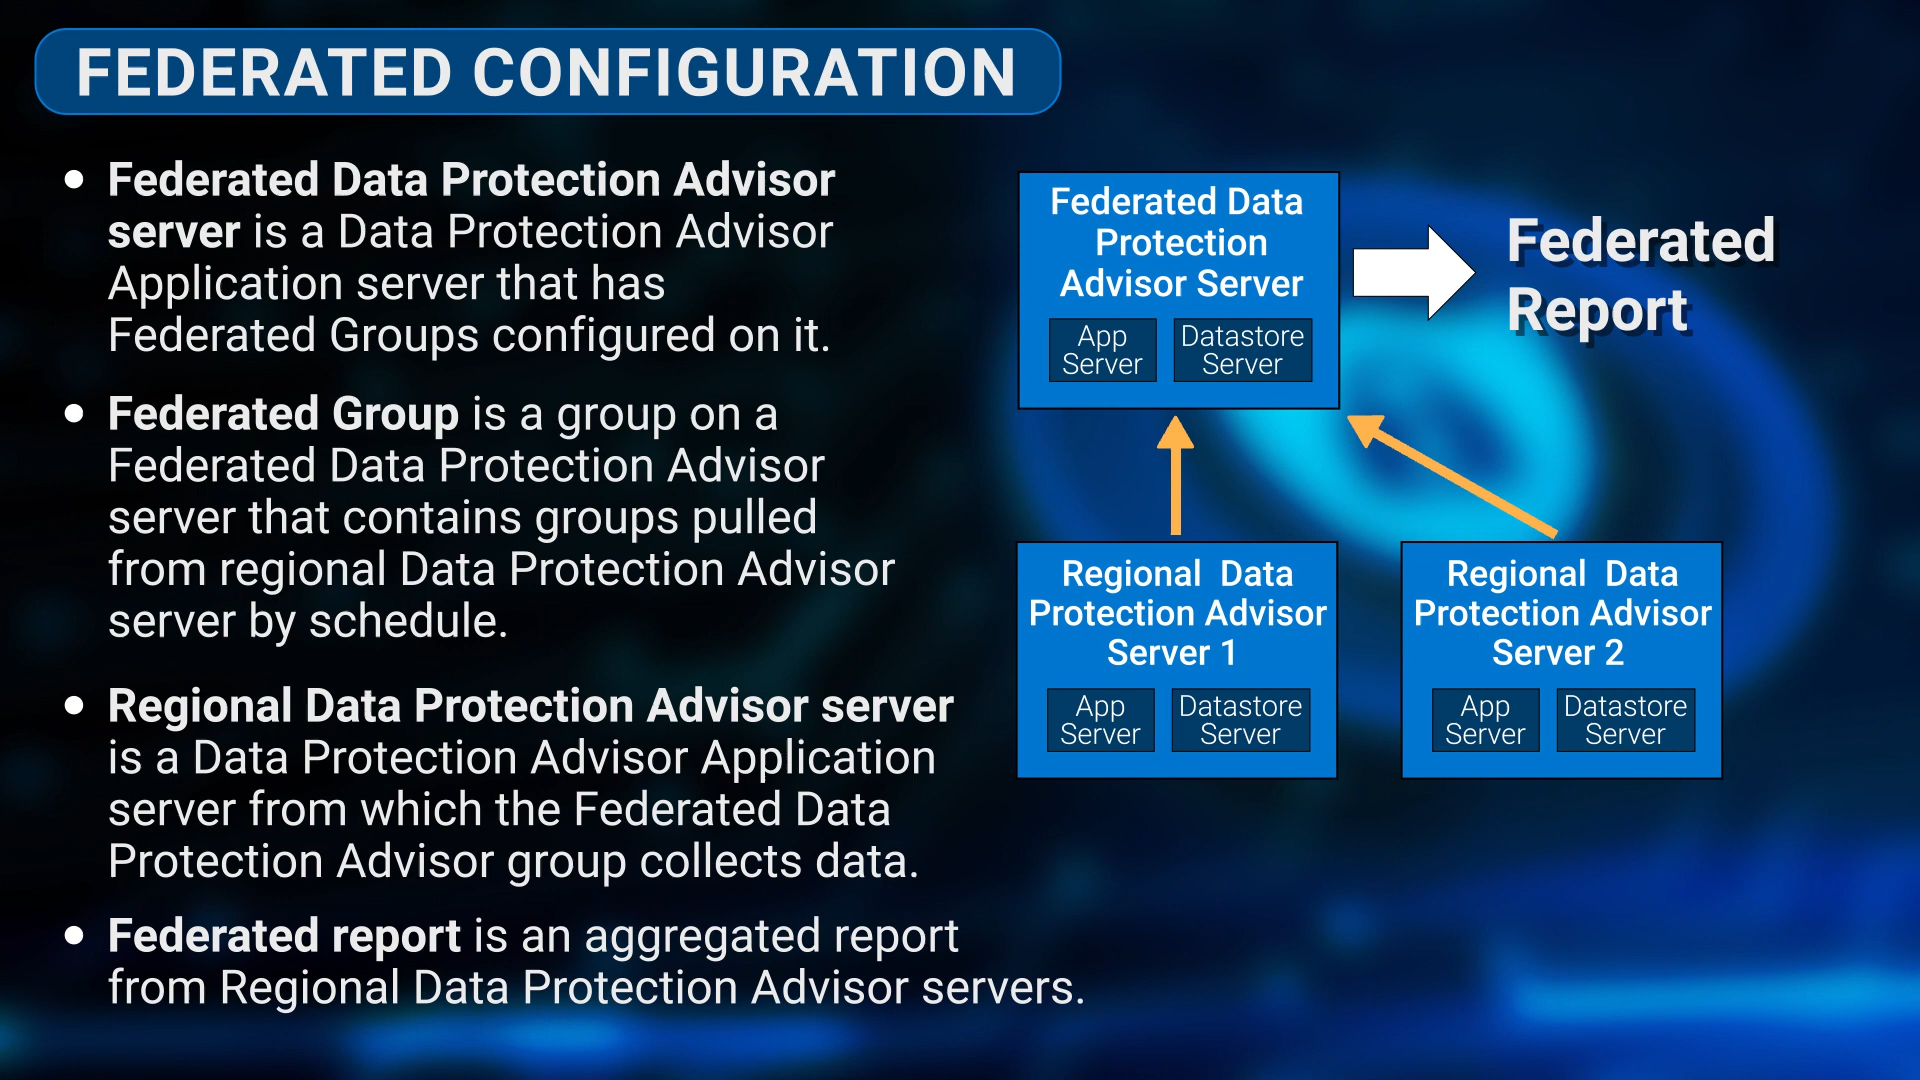 FEDERATED CONFIGURATION
• Federated Data Protection Advisor
server is a Data Protection Advisor
Application server that has
Federated Groups configured on it.
• Federated Group is a group on a
Federated Data Protection Advisor
server that contains groups pulled
from regional Data Protection Advisor
server by schedule.
• Regional Data Protection Advisor server
is a Data Protection Advisor Application
server from which the Federated Data
Protection Advisor group collects data.
• Federated report is an aggregated report
from Regional Data Protection Advisor servers.
Federated Data
Protection
Advisor Server
App
Server
Datastore
Server
Federated
Report
Regional  Data
Protection Advisor
Server 1
App
Server
Datastore
Server
Regional  Data
Protection Advisor
Server 2
App
Server
Datastore
Server